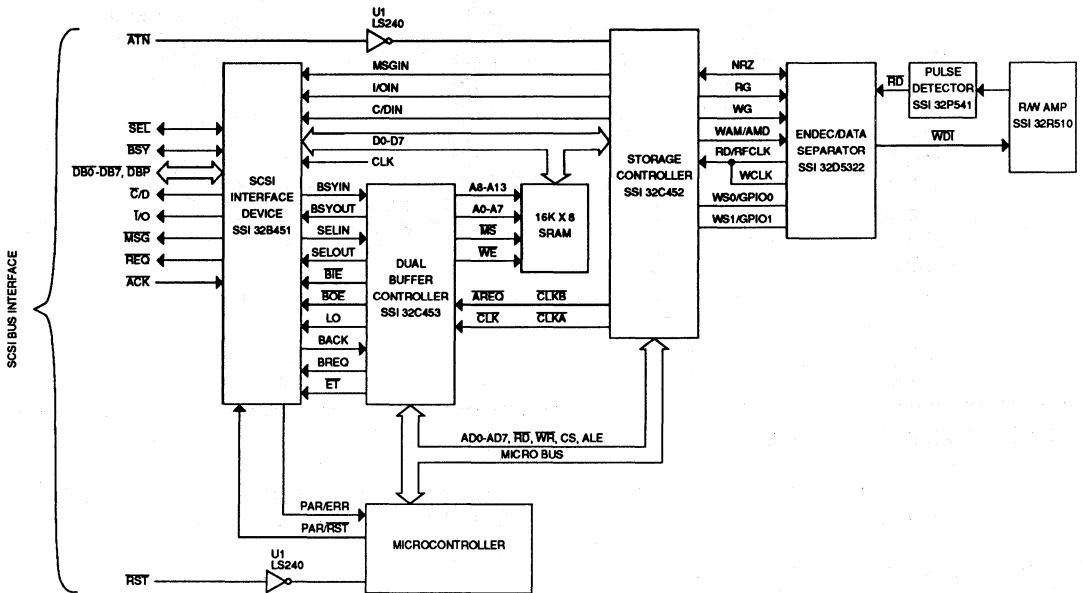 U1
LS240
ATN
MSGIN
I/OIN
C/DIN
D0-D7
CLK
SEL
BSY
DB0-DB7, DBP
C/D
I/O
MSG
REQ
ACK
SCSI BUS INTERFACE
SCSI
INTERFACE
DEVICE
SSI 32B451
BSYIN
BSYOUT
SELIN
SELOUT
BIE
BOE
LO
BACK
BREQ
ET
DUAL
BUFFER
CONTROLLER
SSI 32C453
A8-A13
A0-A7
MS
WE
16K X 8
SRAM
AREQ CLKB
CLK CLKA
STORAGE
CONTROLLER
SSI 32C452
NRZ
RG
WG
WAM/AMD
RD/RFCLK
WCLK
WS0/GPIO0
WS1/GPIO1
ENDEC/DATA
SEPARATOR
SSI 32D5322
RD
PULSE
DETECTOR
SSI 32P541
WDI
R/W AMP
SSI 32R510
AD0-AD7, RD, WR, CS, ALE
MICRO BUS
PAR/ERR
PAR/RST
MICROCONTROLLER
U1
LS240
RST